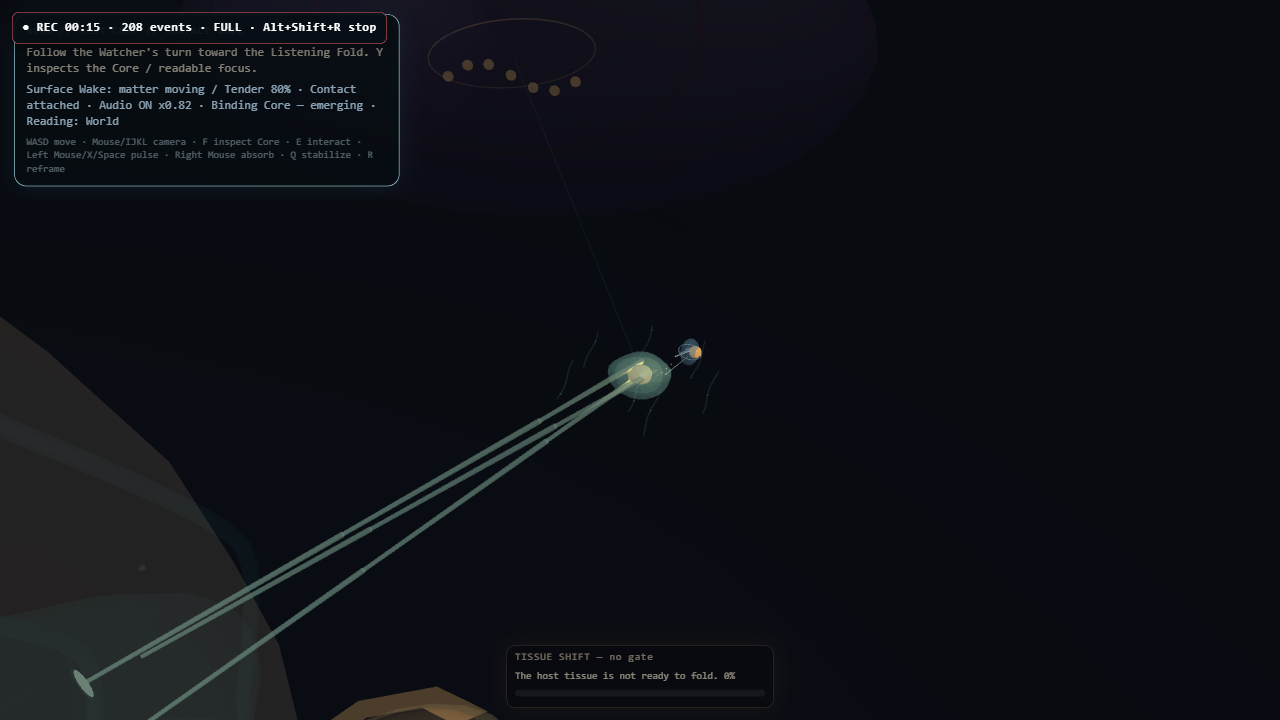 ● REC 00:15 · 208 events · FULL · Alt+Shift+R stop
Follow the Watcher's turn toward the Listening Fold. Y
inspects the Core / readable focus.
Surface Wake: matter moving / Tender 80% · Contact
attached · Audio ON x0.82 · Binding Core — emerging ·
Reading: World
WASD move · Mouse/IJKL camera · F inspect Core · E interact ·
Left Mouse/X/Space pulse · Right Mouse absorb · Q stabilize · R
reframe
TISSUE SHIFT — no gate
The host tissue is not ready to fold. 0%